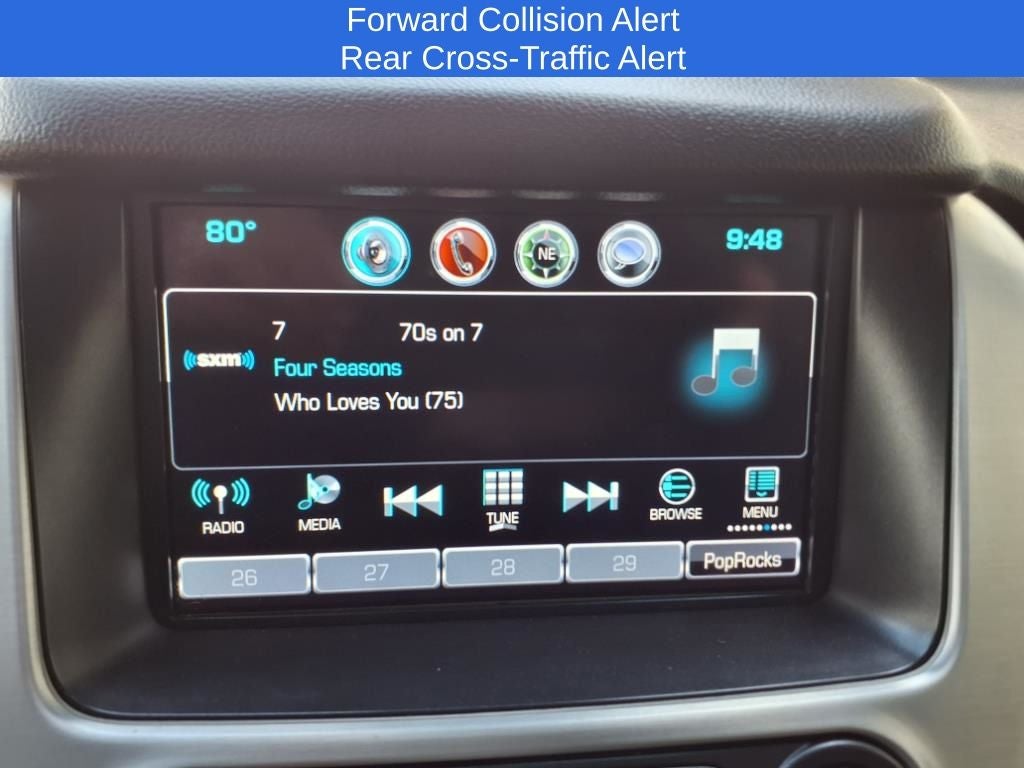 Forward Collision Alert
Rear Cross-Traffic Alert
80°
NE
9:48
7 70s on 7
sxm
Four Seasons
Who Loves You (75)
RADIO
MEDIA
TUNE
BROWSE
MENU
26 27 28 29 PopRocks